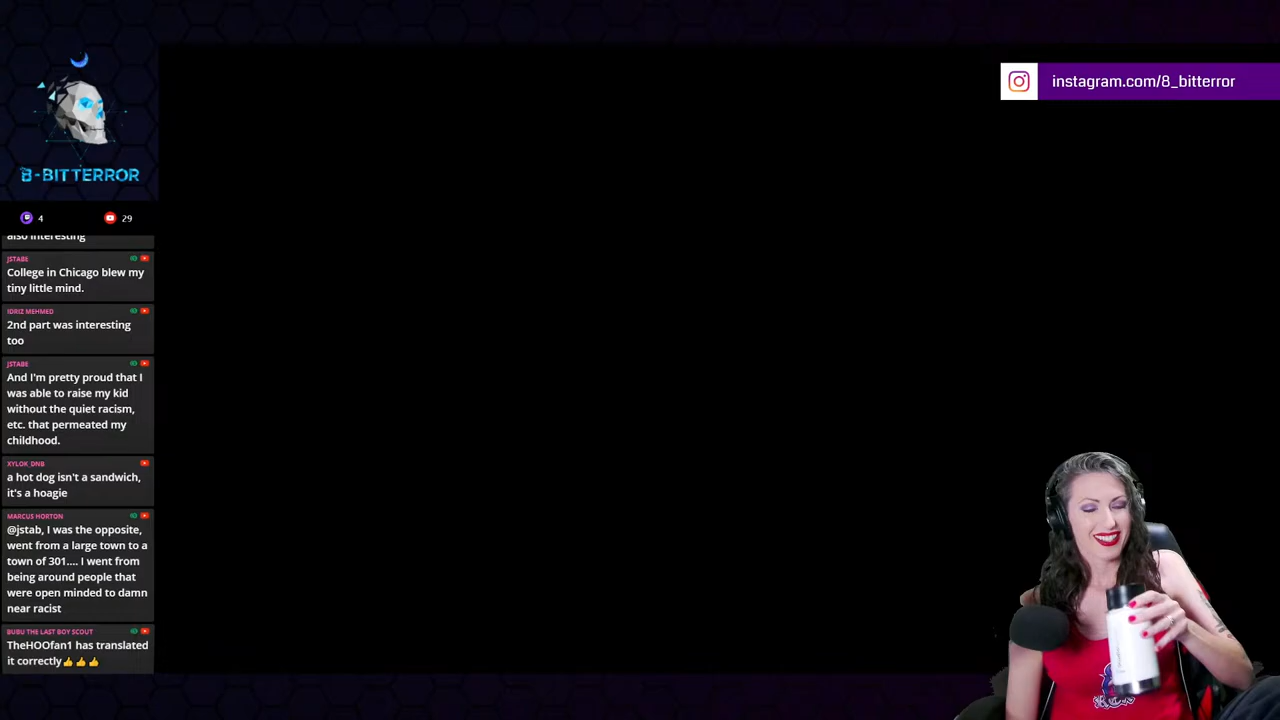 8-BITTERROR
4
29
also interesting
JSTABE
College in Chicago blew my
tiny little mind.
IDRIZ MEHMED
2nd part was interesting
too
JSTABE
And I'm pretty proud that I
was able to raise my kid
without the quiet racism,
etc. that permeated my
childhood.
XYLOK_DNB
a hot dog isn't a sandwich,
it's a hoagie
MARCUS HORTON
@jstab, I was the opposite,
went from a large town to a
town of 301.... I went from
being around people that
were open minded to damn
near racist
BUBU THE LAST BOY SCOUT
TheHOOfan1 has translated
it correctly👍👍👍
instagram.com/8_bitterror